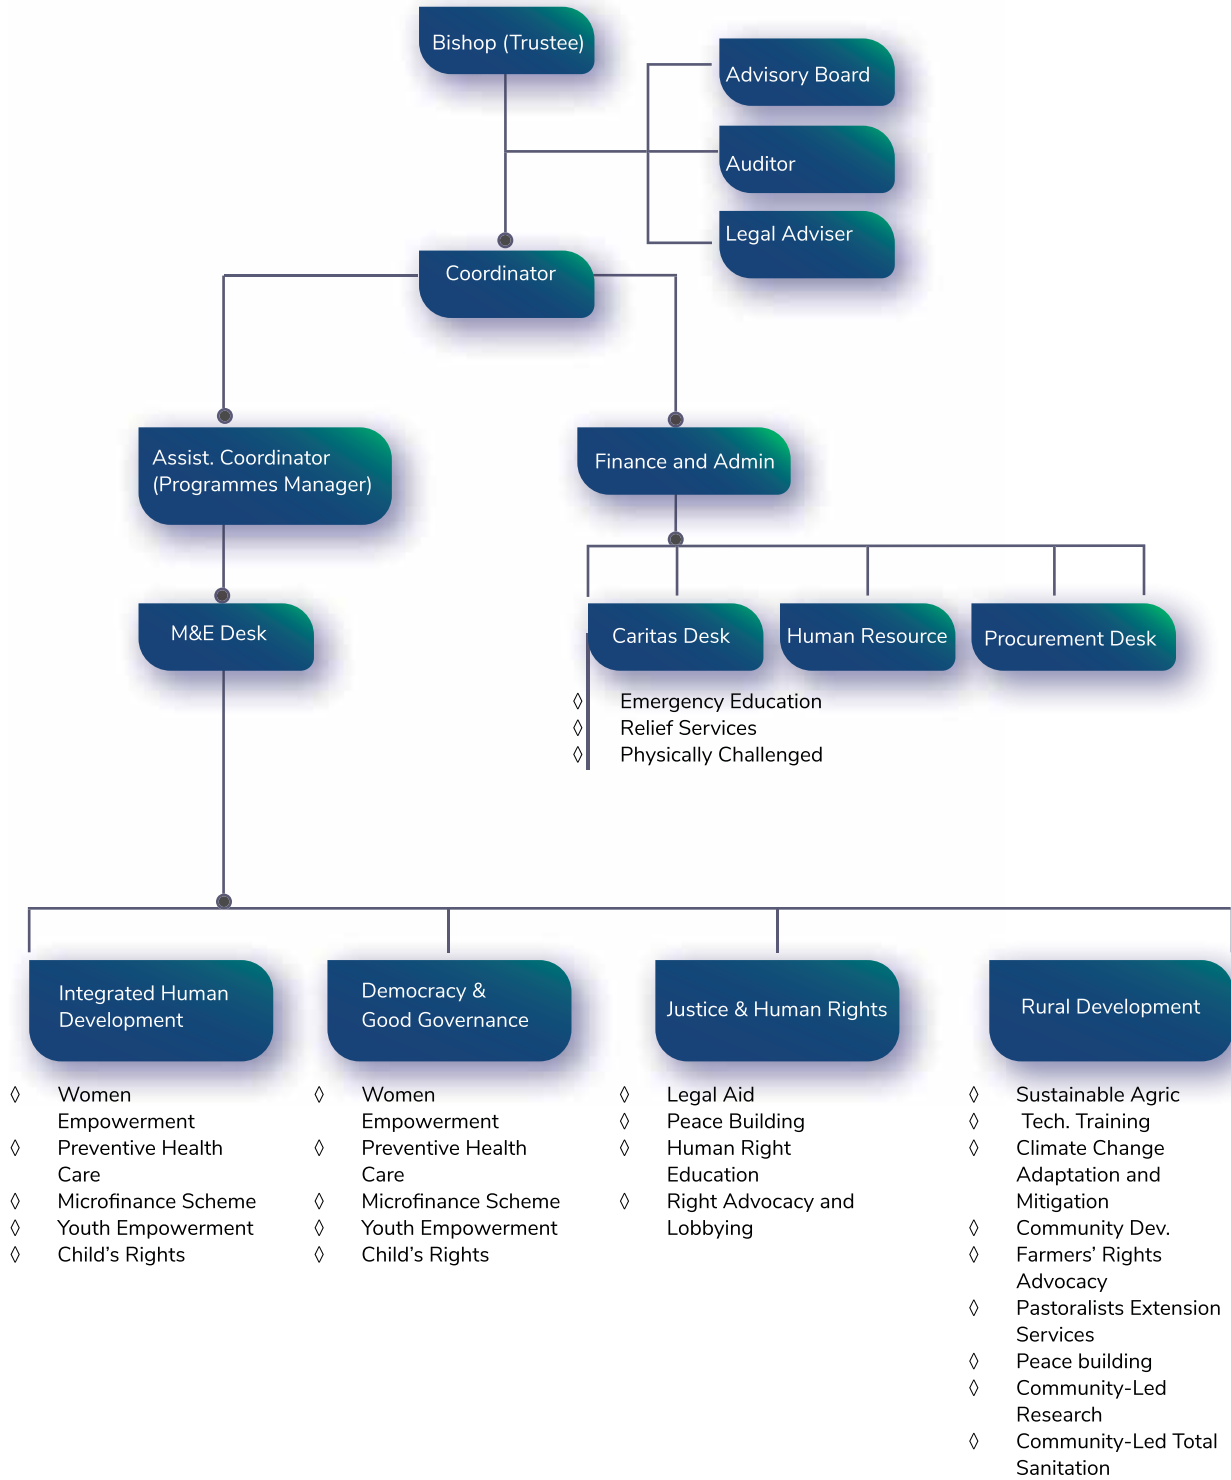 Bishop (Trustee)
Advisory Board
Auditor
Legal Adviser
Coordinator
Assist. Coordinator
(Programmes Manager)
Finance and Admin
M&E Desk
Caritas Desk
Human Resource
Procurement Desk
◊ Emergency Education
◊ Relief Services
◊ Physically Challenged
Integrated Human
Development
◊ Women
Empowerment
◊ Preventive Health
Care
◊ Microfinance Scheme
◊ Youth Empowerment
◊ Child’s Rights
Democracy &
Good Governance
◊ Women
Empowerment
◊ Preventive Health
Care
◊ Microfinance Scheme
◊ Youth Empowerment
◊ Child’s Rights
Justice & Human Rights
◊ Legal Aid
◊ Peace Building
◊ Human Right
Education
◊ Right Advocacy and
Lobbying
Rural Development
◊ Sustainable Agric
◊ Tech. Training
◊ Climate Change
Adaptation and
Mitigation
◊ Community Dev.
◊ Farmers’ Rights
Advocacy
◊ Pastoralists Extension
Services
◊ Peace building
◊ Community-Led
Research
◊ Community-Led Total
Sanitation